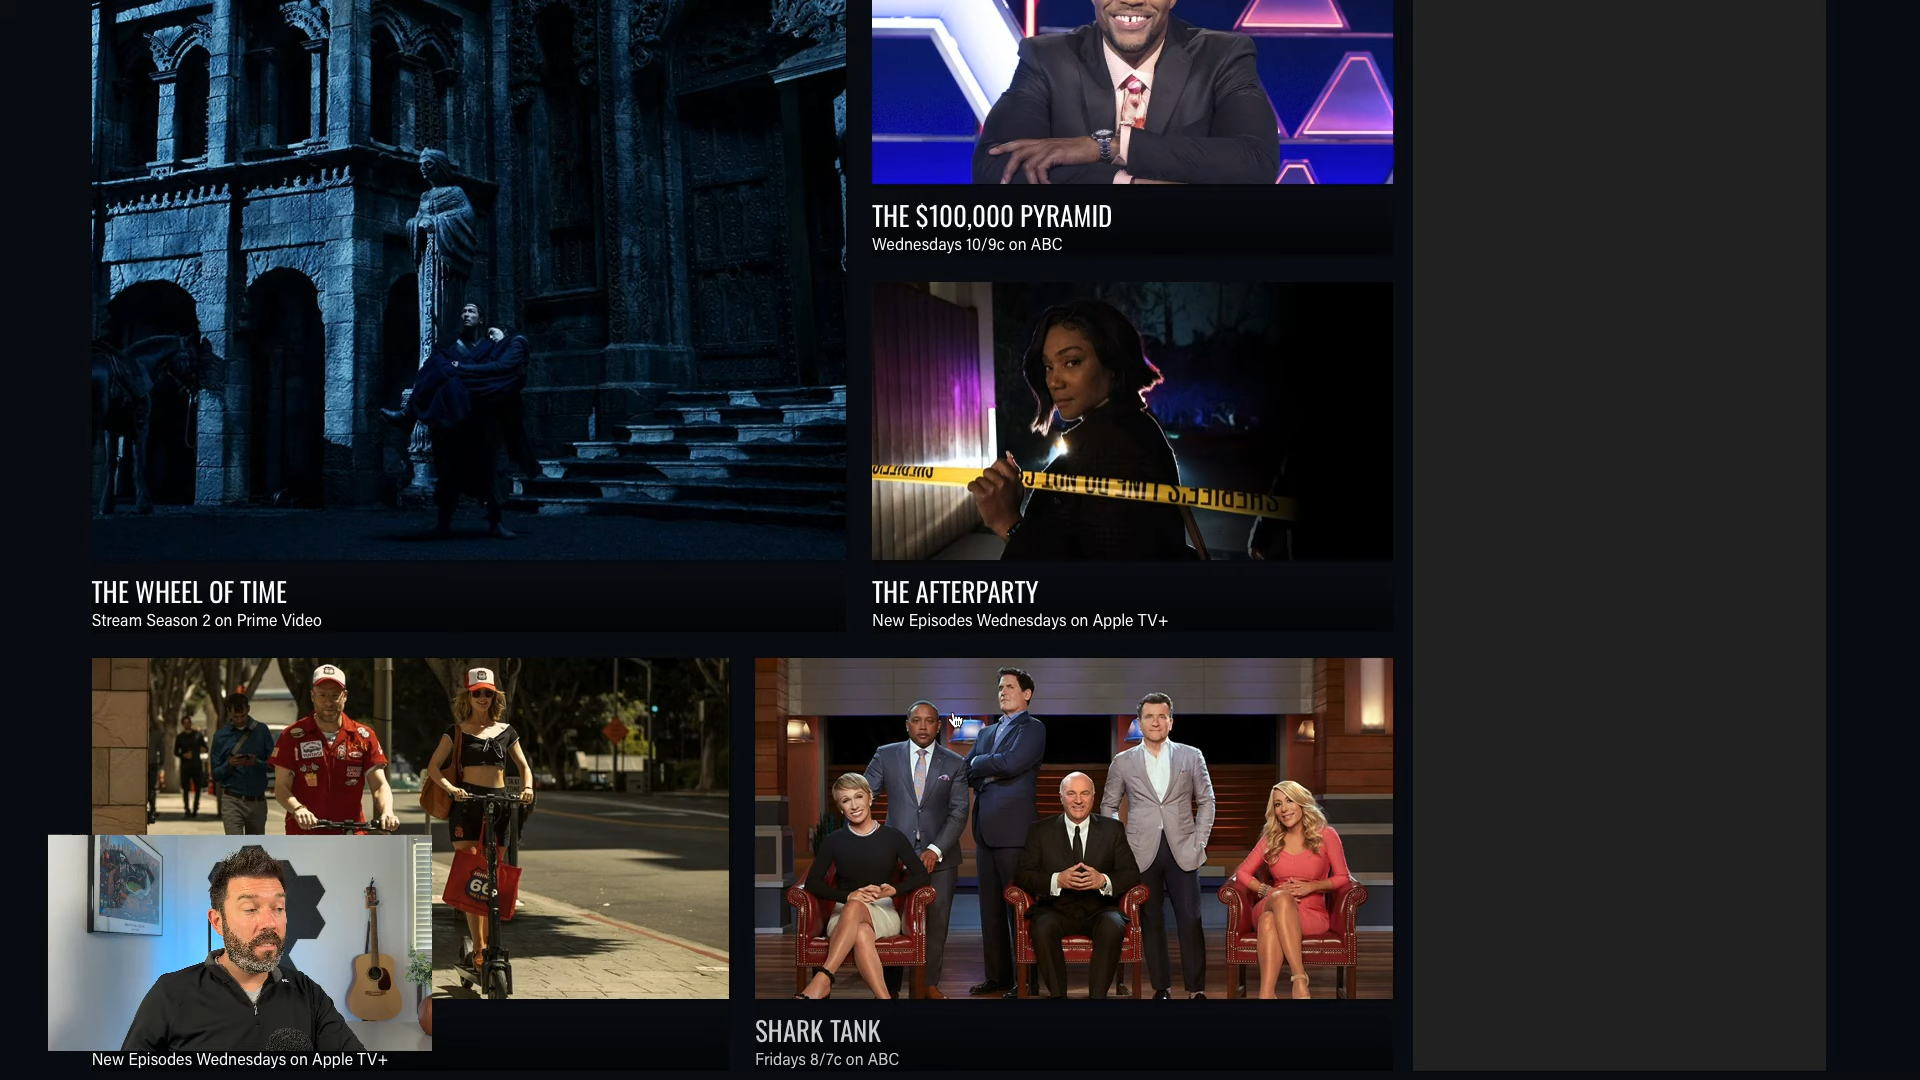 THE $100,000 PYRAMID
Wednesdays 10/9c on ABC
THE WHEEL OF TIME
Stream Season 2 on Prime Video
THE AFTERPARTY
New Episodes Wednesdays on Apple TV+
66
New Episodes Wednesdays on Apple TV+
SHARK TANK
Fridays 8/7c on ABC